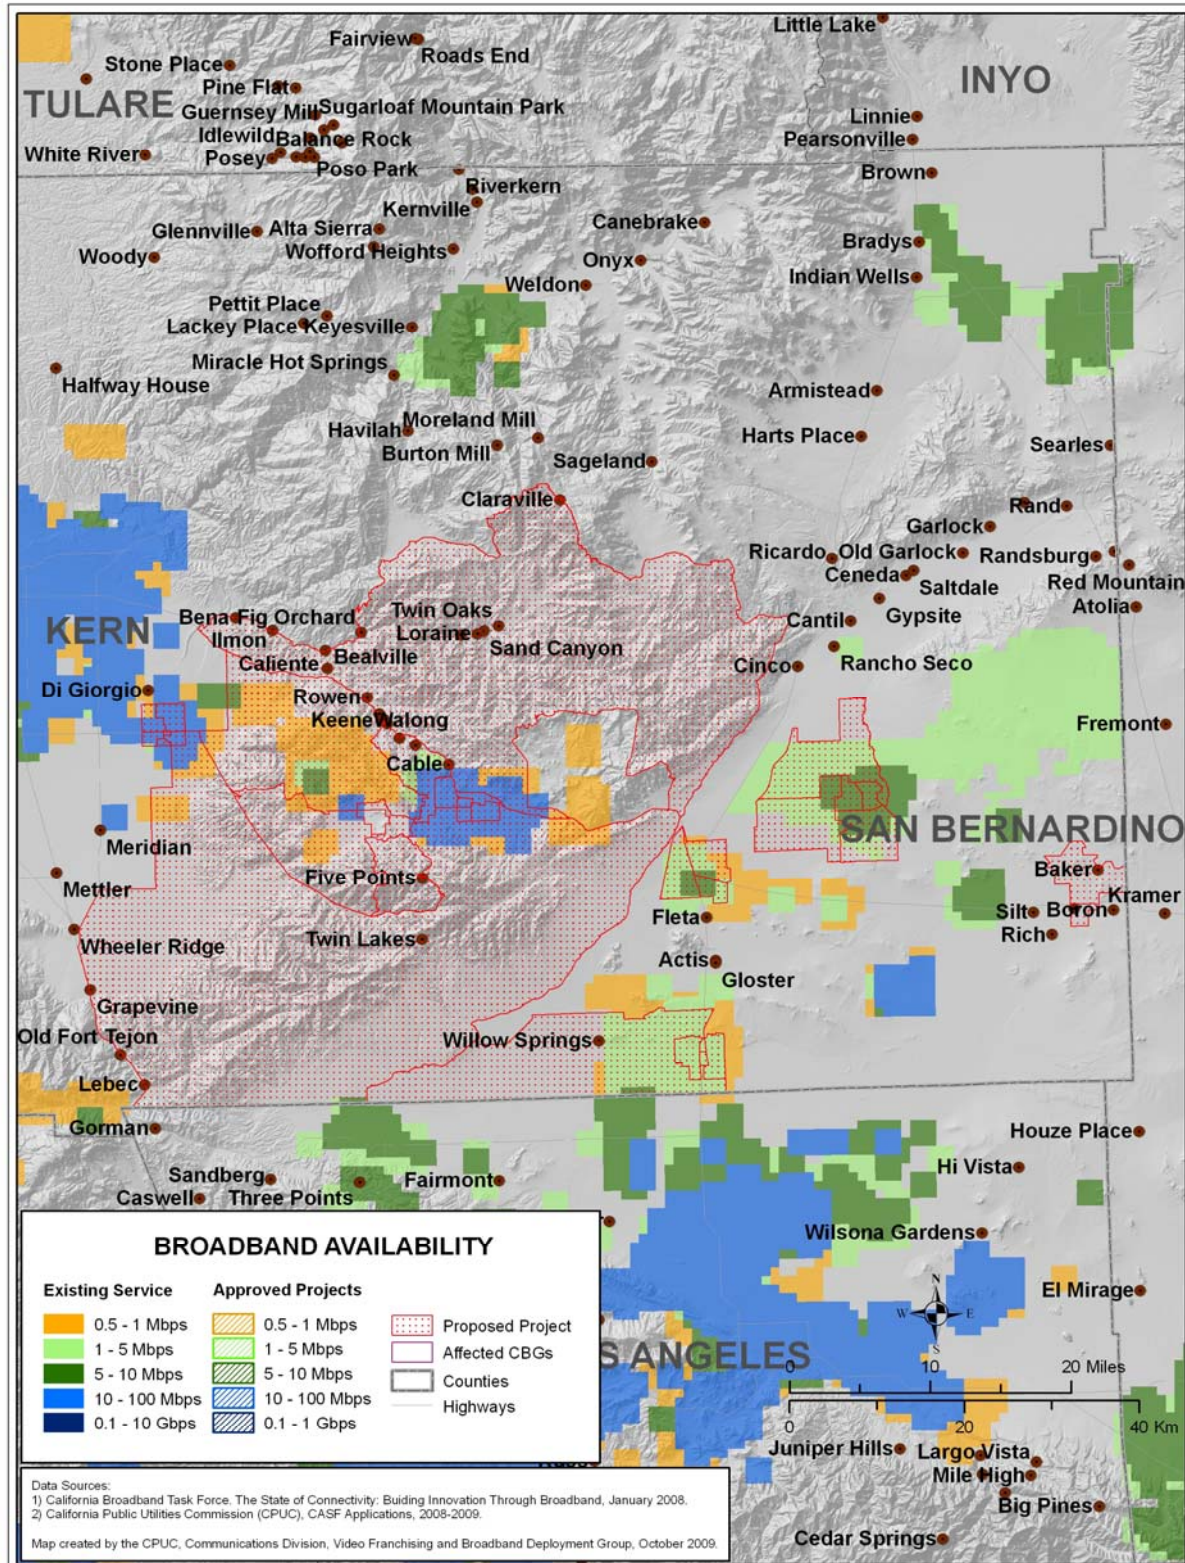 Little Lake
Fairview
Roads End
Stone Place
INYO
Pine Flat
TULARE
Guernsey Mill
Sugarloaf Mountain Park
Linnie
Idlewild
Balance Rock
Pearsonville
White River
Posey
Poso Park
Brown
Riverkern
Kernville
Canebrake
Glennville
Alta Sierra
Bradys
Woody
Wofford Heights
Onyx
Indian Wells
Weldon
Pettit Place
Lackey Place
Keyesville
Miracle Hot Springs
Halfway House
Armistead
Moreland Mill
Havilah
Harts Place
Searles
Burton Mill
Sageland
Claraville
Rand
Garlock
Ricardo
Old Garlock
Randsburg
Ceneda
Saltdale
Red Mountain
Atolia
Gypsite
Bena
Fig Orchard
Twin Oaks
Cantil
KERN
Ilmon
Loraine
Sand Canyon
Bealville
Caliente
Cinco
Rancho Seco
Di Giorgio
Rowen
Keene
Walong
Fremont
Cable
SAN BERNARDINO
Meridian
Mettler
Five Points
Baker
Kramer
Fleta
Silt
Boron
Rich
Wheeler Ridge
Twin Lakes
Actis
Gloster
Grapevine
Old Fort Tejon
Willow Springs
Lebec
Gorman
Houze Place
Sandberg
Fairmont
Hi Vista
Caswell
Three Points
Wilsona Gardens
El Mirage
N
W E
S
S ANGELES
0 10 20 Miles
0 20 40 Km
Juniper Hills
Largo Vista
Mile High
Big Pines
Cedar Springs
BROADBAND AVAILABILITY
Existing Service
0.5 - 1 Mbps
1 - 5 Mbps
5 - 10 Mbps
10 - 100 Mbps
0.1 - 10 Gbps
Approved Projects
0.5 - 1 Mbps
1 - 5 Mbps
5 - 10 Mbps
10 - 100 Mbps
0.1 - 1 Gbps
Proposed Project
Affected CBGs
Counties
Highways
Data Sources:
1) California Broadband Task Force. The State of Connectivity: Buiding Innovation Through Broadband, January 2008.
2) California Public Utilities Commission (CPUC), CASF Applications, 2008-2009.
Map created by the CPUC, Communications Division, Video Franchising and Broadband Deployment Group, October 2009.